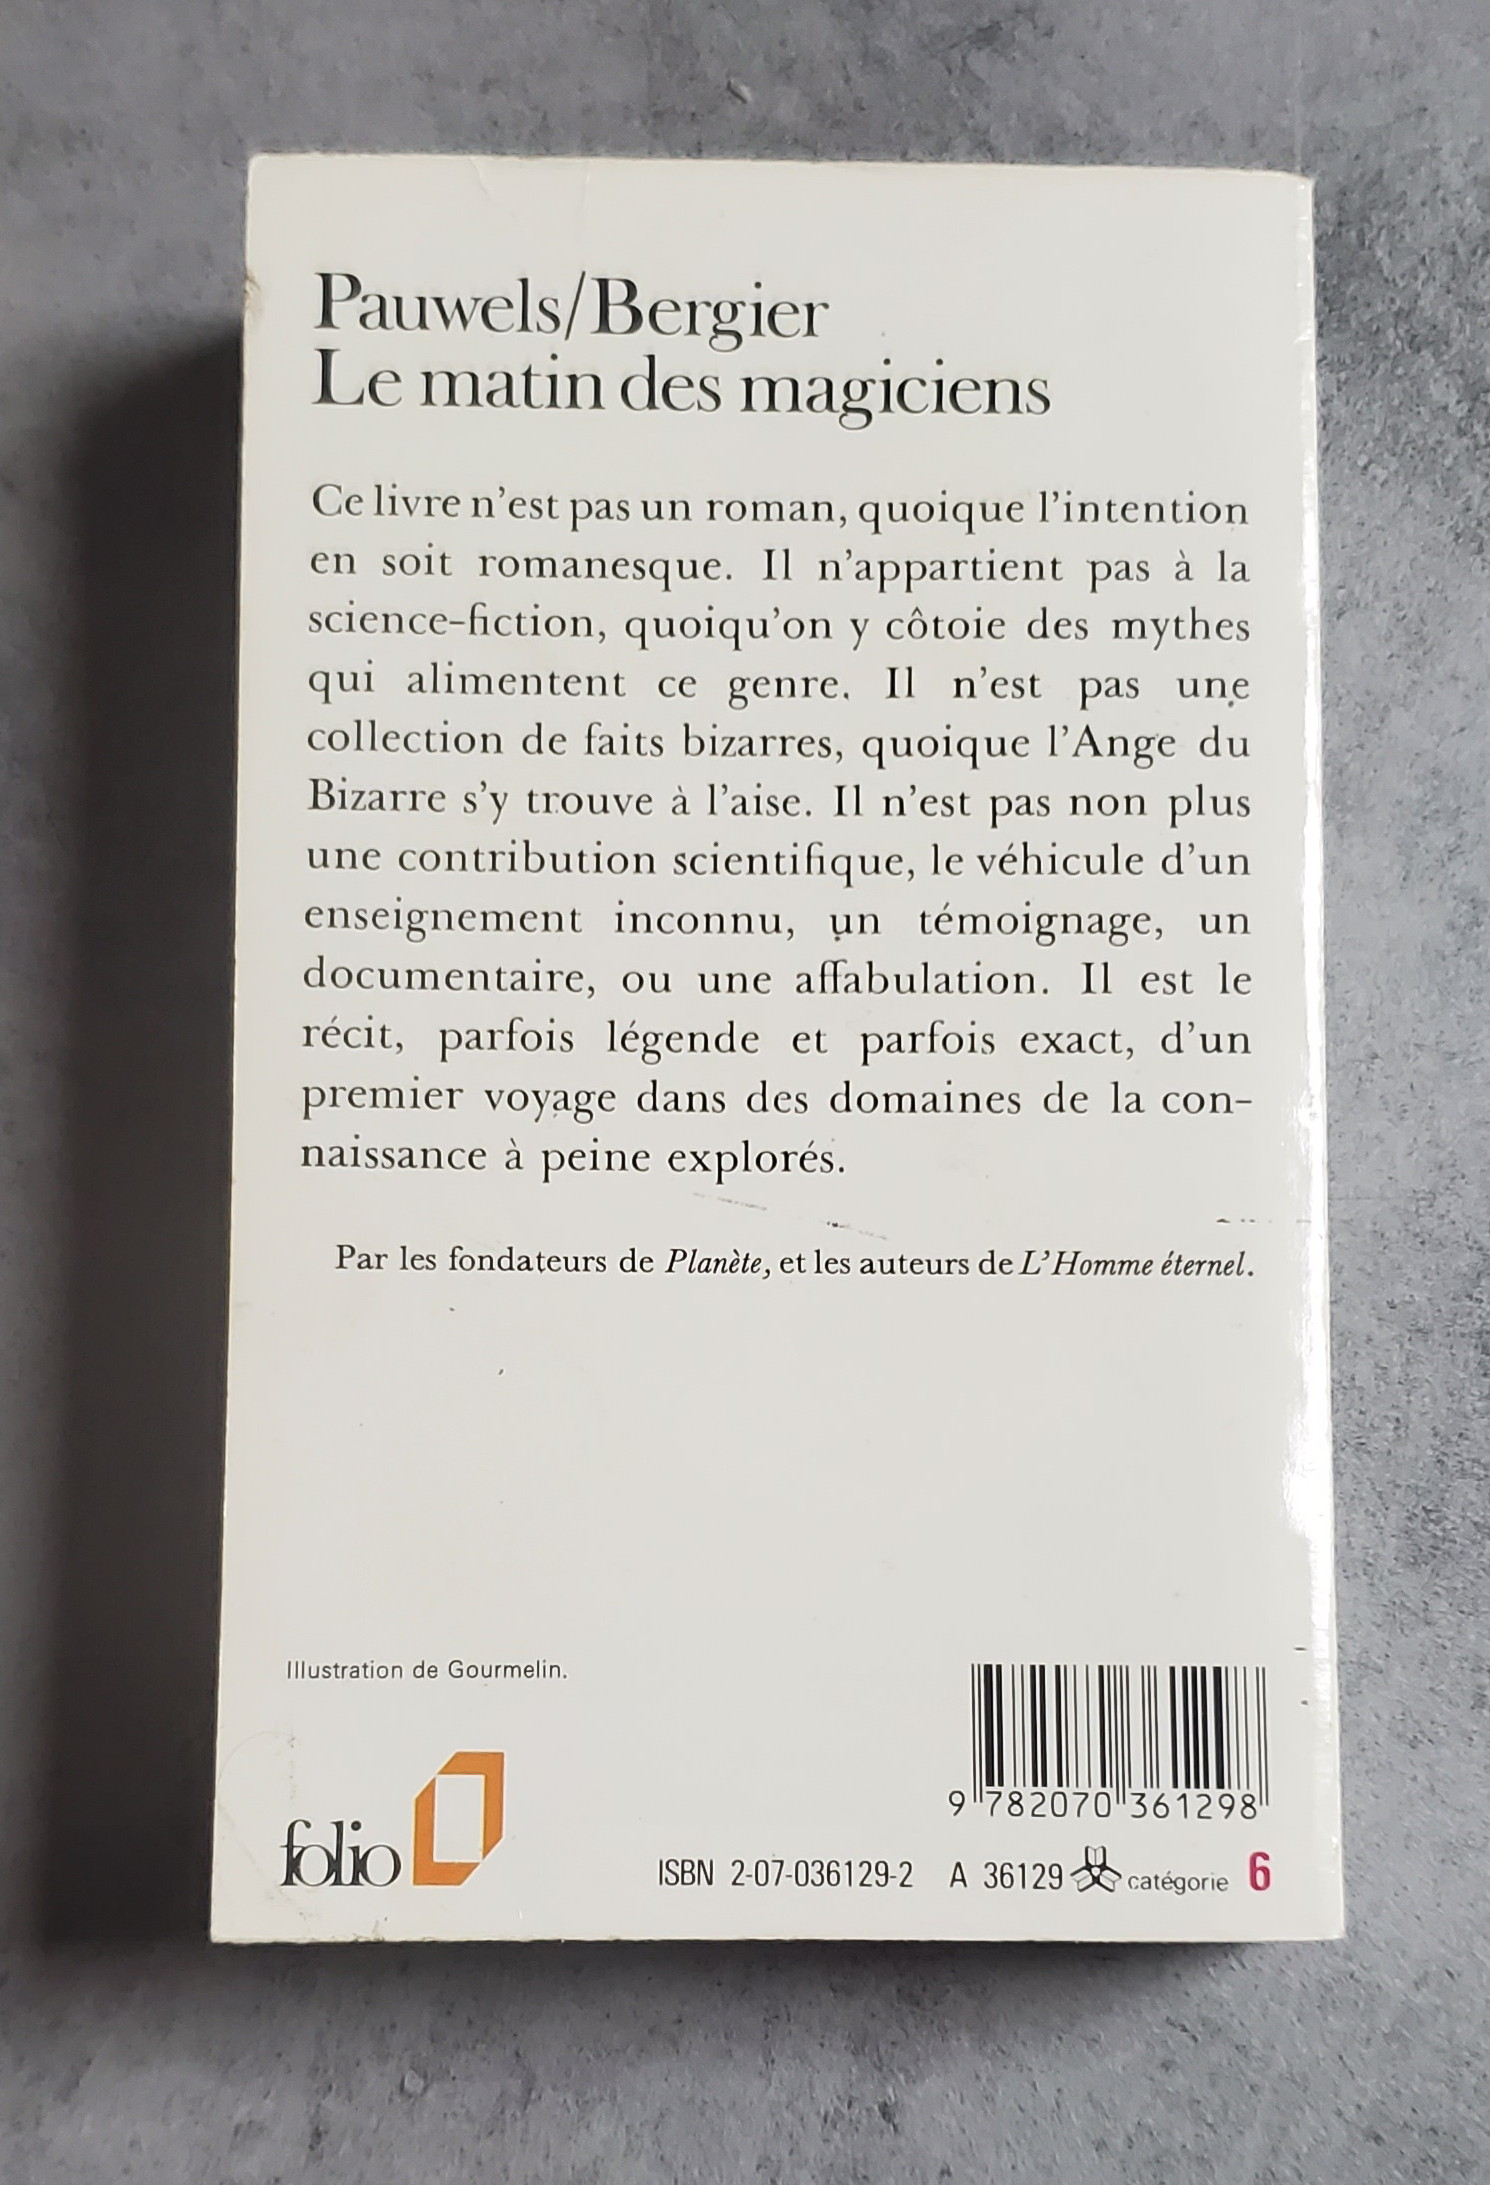 Pauwels/Bergier
Le matin des magiciens
Ce livre n'est pas un roman, quoique l'intention
en soit romanesque. Il n'appartient pas à la
science-fiction, quoiqu'on y côtoie des mythes
qui alimentent ce genre. Il n'est pas une
collection de faits bizarres, quoique l'Ange du
Bizarre s'y trouve à l'aise. Il n'est pas non plus
une contribution scientifique, le véhicule d'un
enseignement inconnu, un témoignage, un
documentaire, ou une affabulation. Il est le
récit, parfois légende et parfois exact, d'un
premier voyage dans des domaines de la con-
naissance à peine explorés.
Par les fondateurs de Planète, et les auteurs de L'Homme éternel.
Illustration de Gourmelin.
folio
9 782070 361298
ISBN 2-07-036129-2 A 36129 catégorie 6